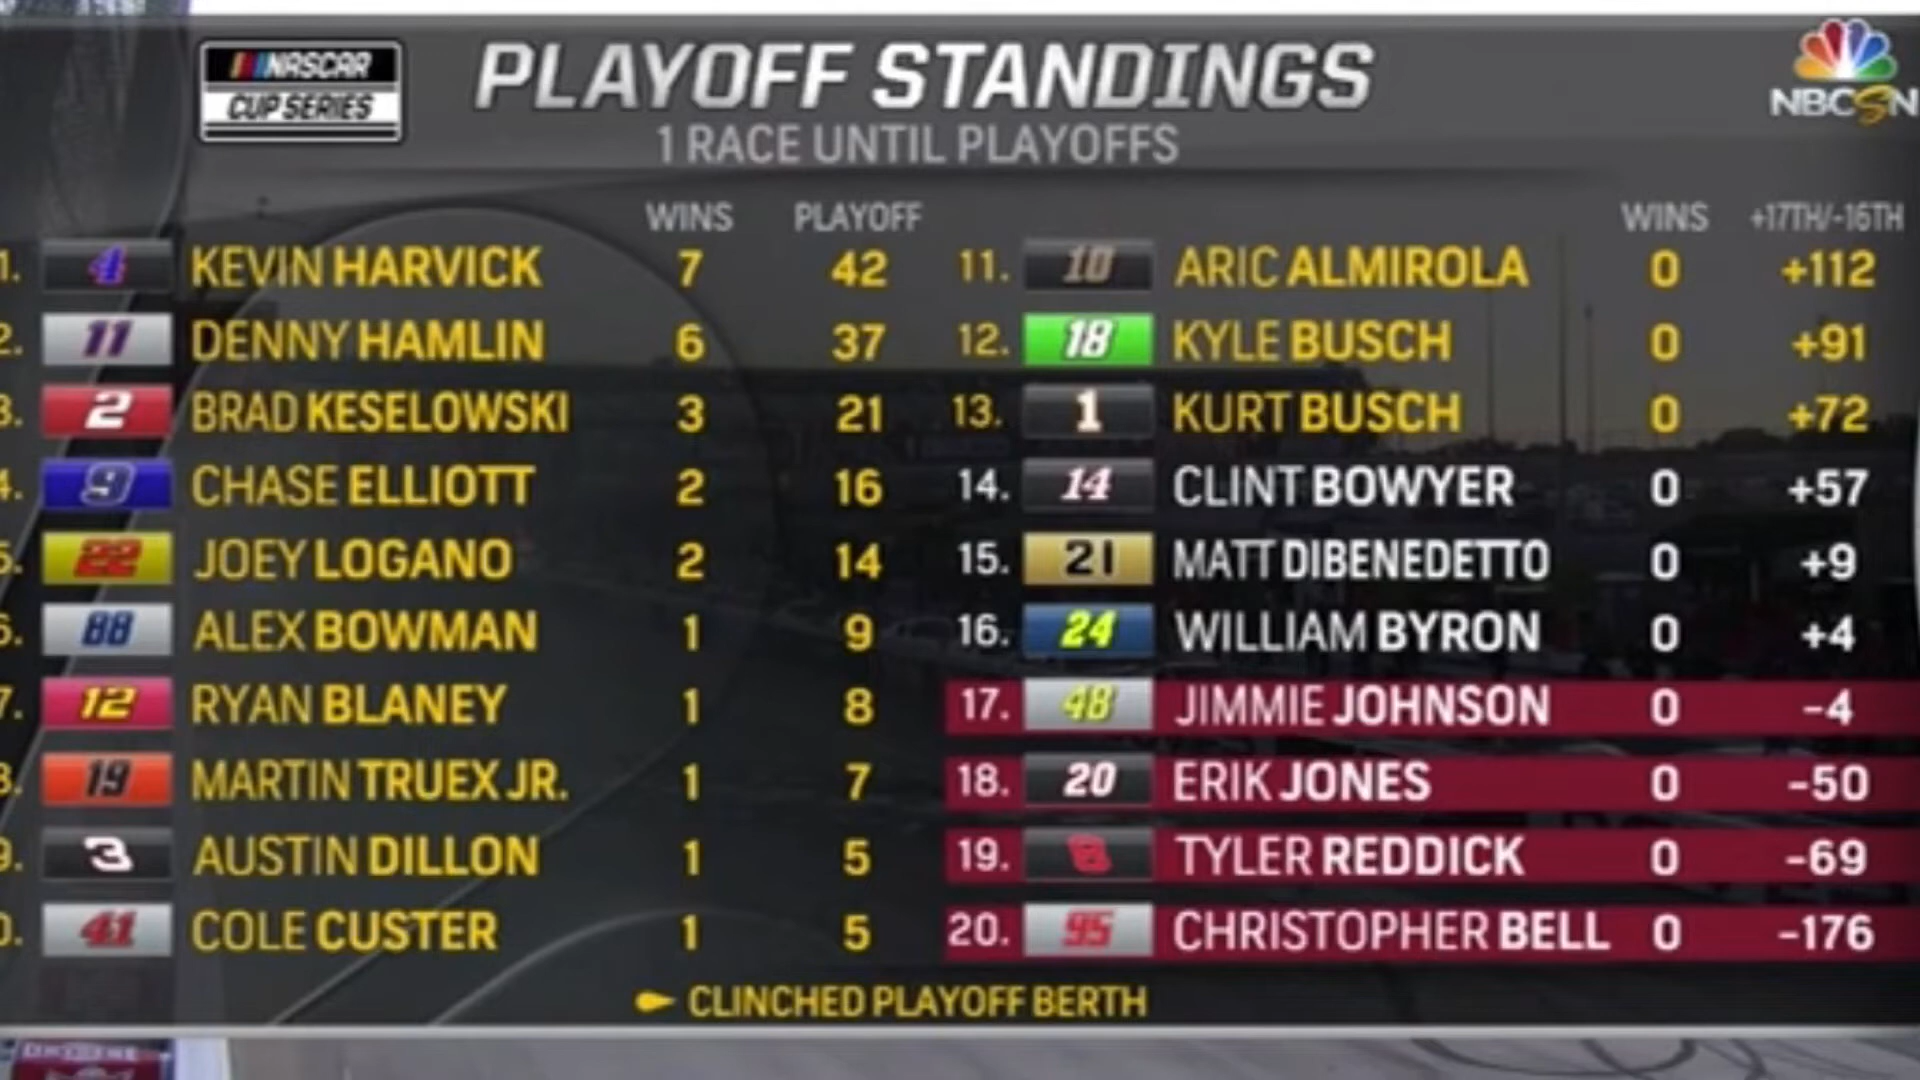 NASCAR
CUP SERIES
PLAYOFF STANDINGS
1 RACE UNTIL PLAYOFFS
NBCSN
WINS PLAYOFF
1. 4 KEVIN HARVICK 7 42
2. 11 DENNY HAMLIN 6 37
3. 2 BRAD KESELOWSKI 3 21
4. 9 CHASE ELLIOTT 2 16
5. 22 JOEY LOGANO 2 14
6. 88 ALEX BOWMAN 1 9
7. 12 RYAN BLANEY 1 8
8. 19 MARTIN TRUEX JR. 1 7
9. 3 AUSTIN DILLON 1 5
0. 41 COLE CUSTER 1 5
WINS +17TH/-16TH
11. 10 ARIC ALMIROLA 0 +112
12. 18 KYLE BUSCH 0 +91
13. 1 KURT BUSCH 0 +72
14. 14 CLINT BOWYER 0 +57
15. 21 MATT DIBENEDETTO 0 +9
16. 24 WILLIAM BYRON 0 +4
17. 48 JIMMIE JOHNSON 0 -4
18. 20 ERIK JONES 0 -50
19. 8 TYLER REDDICK 0 -69
20. 95 CHRISTOPHER BELL 0 -176
CLINCHED PLAYOFF BERTH